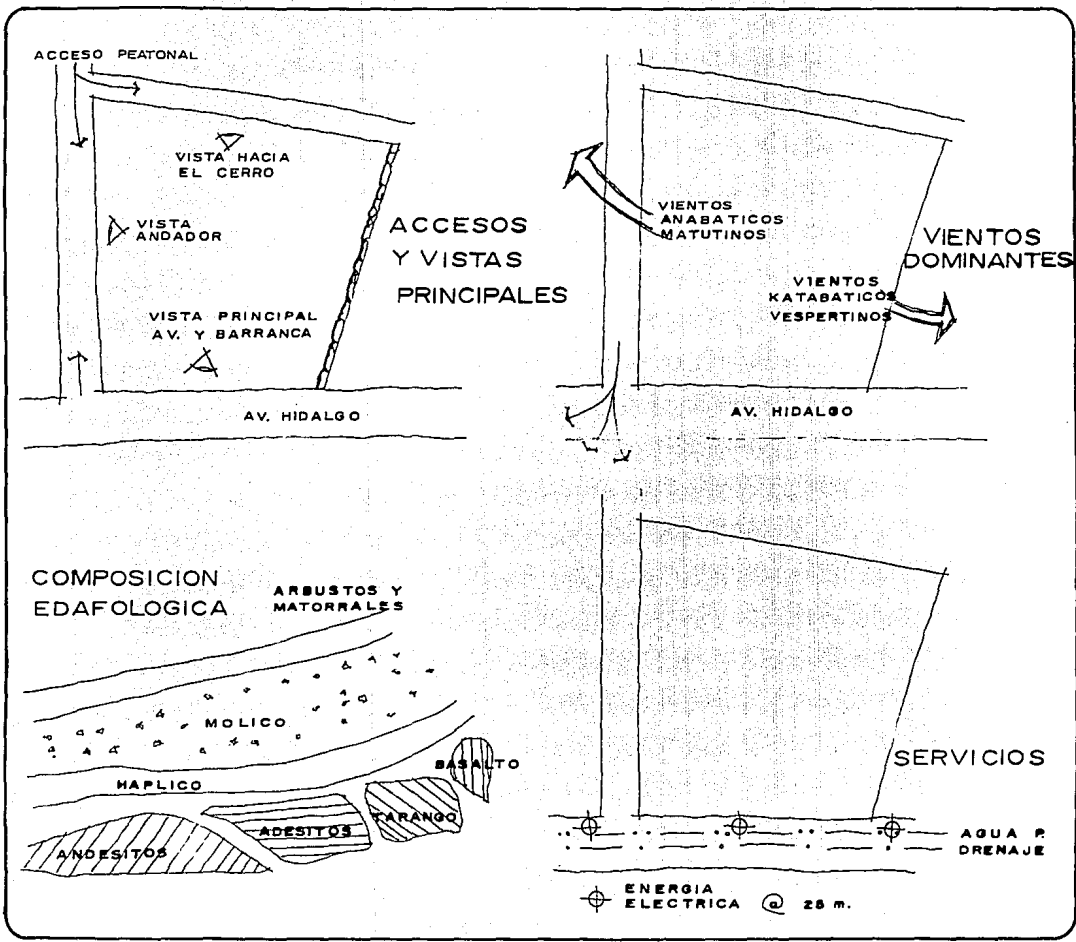 ACCESO PEATONAL
VISTA HACIA
EL CERRO
VISTA
ANDADOR
ACCESOS
Y VISTAS
PRINCIPALES
VISTA PRINCIPAL
AV. Y BARRANCA
AV. HIDALGO
VIENTOS
ANABATICOS
MATUTINOS
VIENTOS
DOMINANTES
VIENTOS
KATABATICOS
VESPERTINOS
AV. HIDALGO
COMPOSICION
EDAFOLOGICA
ARBUSTOS Y
MATORRALES
MOLICO
HAPLICO
BASALTO
TARANGO
ADESITOS
ANDESITOS
SERVICIOS
AGUA P.
DRENAJE
ENERGIA
ELECTRICA @ 25 m.